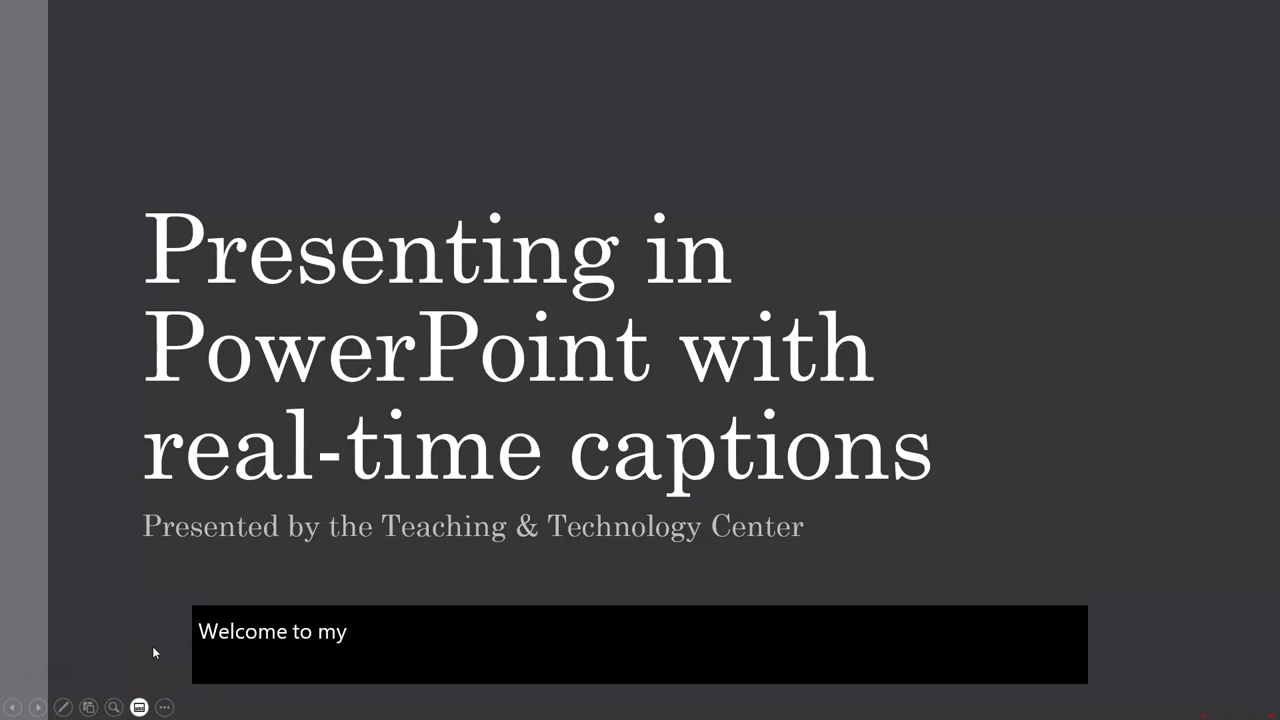 Presenting in
PowerPoint with
real-time captions
Presented by the Teaching & Technology Center
Welcome to my